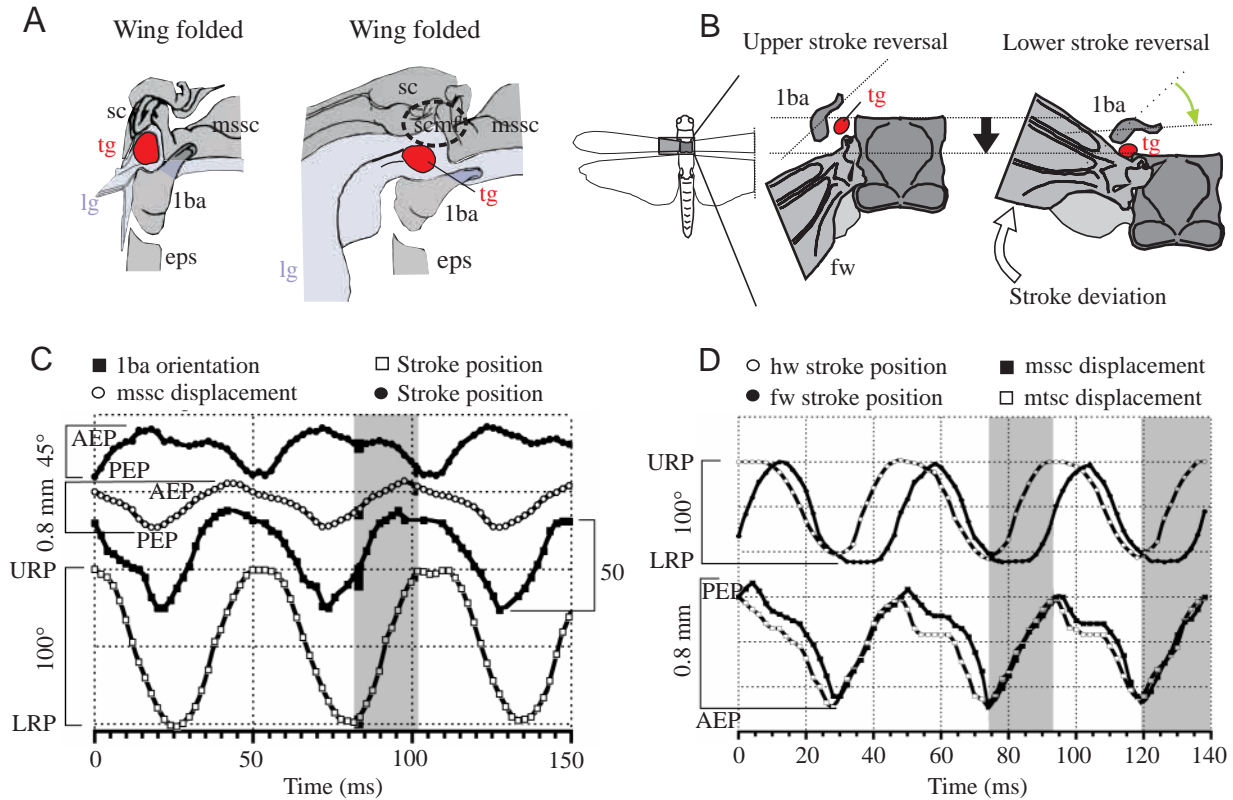 A
Wing folded
Wing folded
sc
mssc
tg
lg
1ba
eps
sc
scmf
mssc
tg
1ba
lg
eps
B
Upper stroke reversal
Lower stroke reversal
1ba
tg
fw
1ba
tg
Stroke deviation
C
1ba orientation
Stroke position
mssc displacement
Stroke position
45°
AEP
PEP
0.8 mm
AEP
PEP
URP
50
100°
LRP
0 50 100 150
Time (ms)
D
hw stroke position
mssc displacement
fw stroke position
mtsc displacement
URP
100°
LRP
PEP
0.8 mm
AEP
0 20 40 60 80 100 120 140
Time (ms)